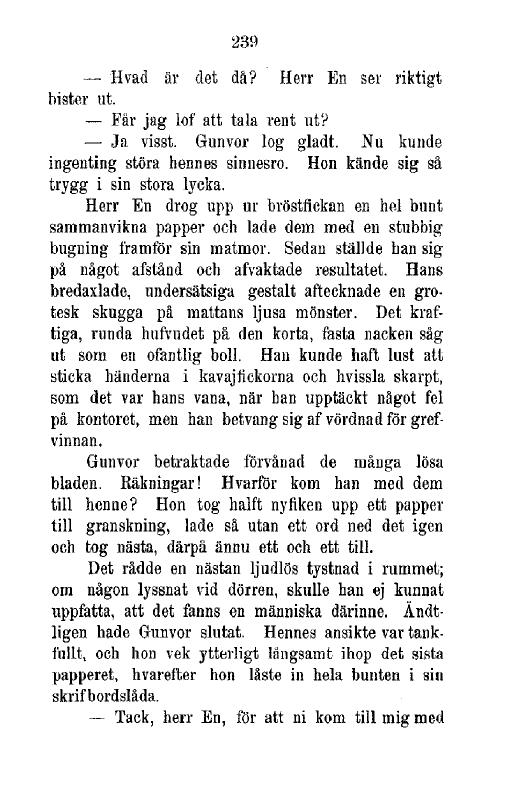 239
— Hvad är det då? Herr En ser riktigt
bister ut.
— Får jag lof att tala rent ut?
— Ja visst. Gunvor log gladt. Nu kunde
ingenting störa hennes sinnesro. Hon kände sig så
trygg i sin stora lycka.
Herr En drog upp ur bröstfickan en hel bunt
sammanvikna papper och lade dem med en stubbig
bugning framför sin matmor. Sedan ställde han sig
på något afstånd och afvaktade resultatet. Hans
bredaxlade, undersätsiga gestalt aftecknade en gro-
tesk skugga på mattans ljusa mönster. Det kraf-
tiga, runda hufvudet på den korta, fasta nacken såg
ut som en ofantlig boll. Han kunde haft lust att
sticka händerna i kavajfickorna och hvissla skarpt,
som det var hans vana, när han upptäckt något fel
på kontoret, men han betvang sig af vördnad för gref-
vinnan.
Gunvor betraktade förvånad de många lösa
bladen. Räkningar! Hvarför kom han med dem
till henne? Hon tog halft nyfiken upp ett papper
till granskning, lade så utan ett ord ned det igen
och tog nästa, därpå ännu ett och ett till.
Det rådde en nästan ljudlös tystnad i rummet;
om någon lyssnat vid dörren, skulle han ej kunnat
uppfatta, att det fanns en människa därinne. Ändt-
ligen hade Gunvor slutat. Hennes ansikte var tank-
fullt, och hon vek ytterligt långsamt ihop det sista
papperet, hvarefter hon låste in hela bunten i sin
skrifbordslåda.
— Tack, herr En, för att ni kom till mig med